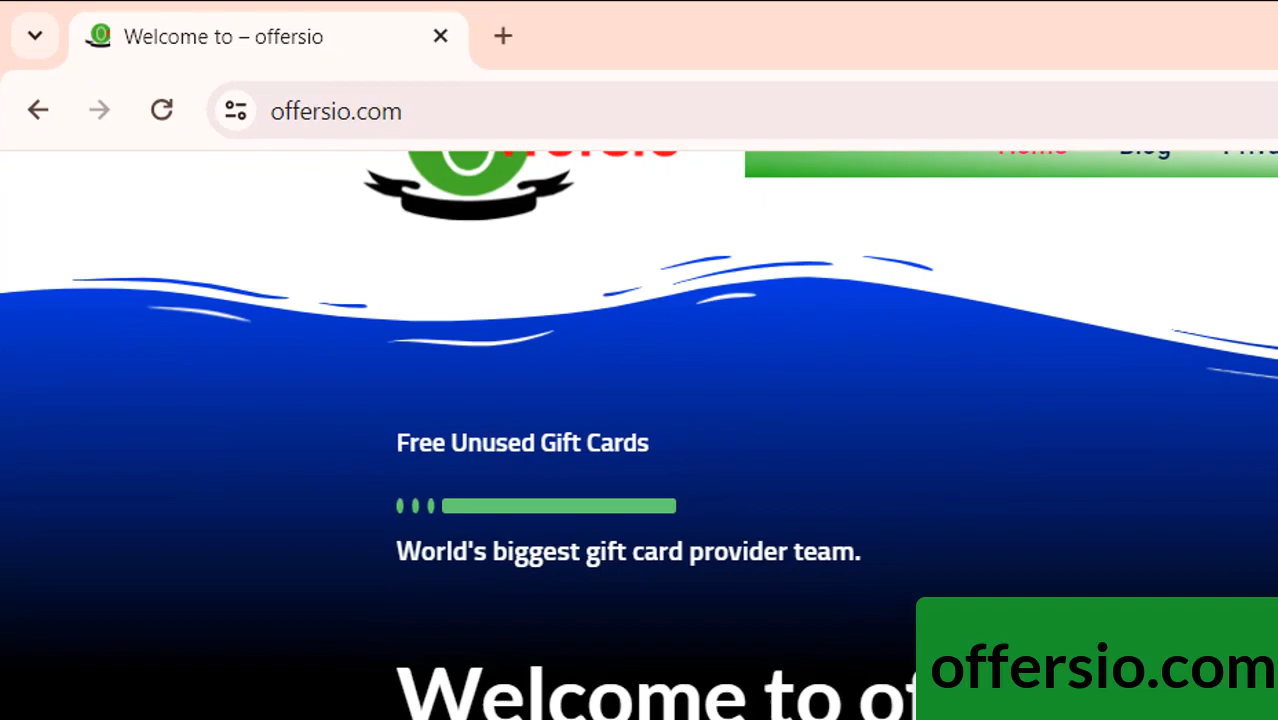 Welcome to – offersio
offersio.com
Home Blog
Free Unused Gift Cards
World's biggest gift card provider team.
Welcome to of
offersio.com